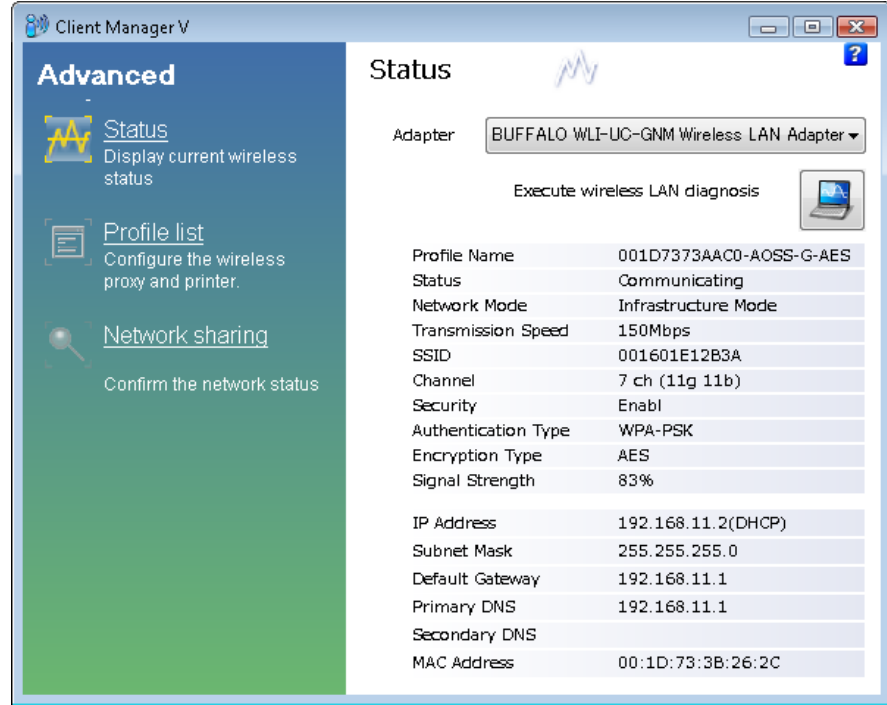 Client Manager V
Advanced
Status
Display current wireless
status
Profile list
Configure the wireless
proxy and printer.
Network sharing
Confirm the network status
Status
?
Adapter BUFFALO WLI-UC-GNM Wireless LAN Adapter
Execute wireless LAN diagnosis
Profile Name 001D7373AAC0-AOSS-G-AES
Status Communicating
Network Mode Infrastructure Mode
Transmission Speed 150Mbps
SSID 001601E12B3A
Channel 7 ch (11g 11b)
Security Enabl
Authentication Type WPA-PSK
Encryption Type AES
Signal Strength 83%
IP Address 192.168.11.2(DHCP)
Subnet Mask 255.255.255.0
Default Gateway 192.168.11.1
Primary DNS 192.168.11.1
Secondary DNS
MAC Address 00:1D:73:3B:26:2C